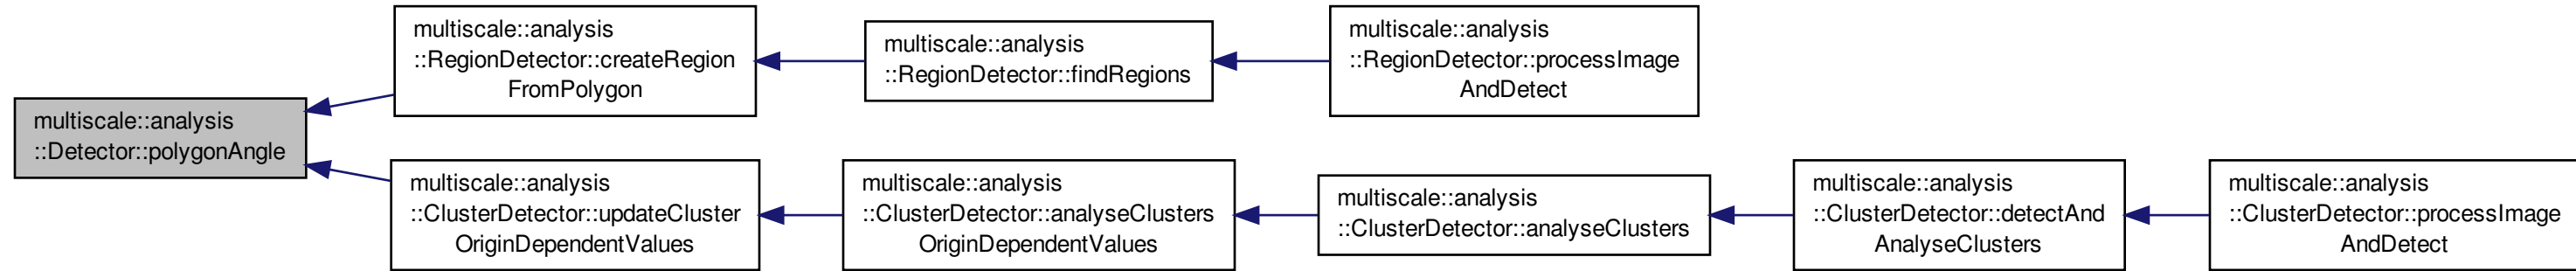 multiscale::analysis
::Detector::polygonAngle
multiscale::analysis
::RegionDetector::createRegion
FromPolygon
multiscale::analysis
::RegionDetector::findRegions
multiscale::analysis
::RegionDetector::processImage
AndDetect
multiscale::analysis
::ClusterDetector::updateCluster
OriginDependentValues
multiscale::analysis
::ClusterDetector::analyseClusters
OriginDependentValues
multiscale::analysis
::ClusterDetector::analyseClusters
multiscale::analysis
::ClusterDetector::detectAnd
AnalyseClusters
multiscale::analysis
::ClusterDetector::processImage
AndDetect